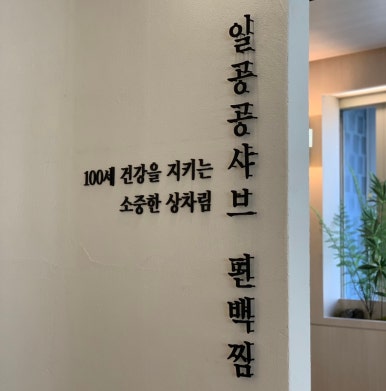 일공공샤브 편백찜
100세 건강을 지키는
소중한 상차림